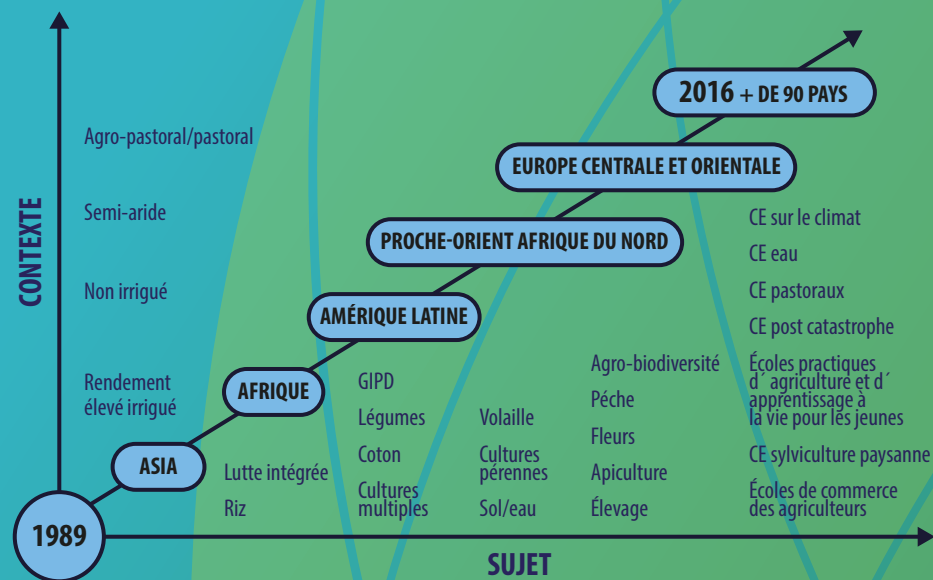 CONTEXTE
Agro-pastoral/pastoral
Semi-aride
Non irrigué
Rendement
élevé irrigué
1989
ASIA
AFRIQUE
AMÉRIQUE LATINE
PROCHE-ORIENT AFRIQUE DU NORD
EUROPE CENTRALE ET ORIENTALE
2016 + DE 90 PAYS
Lutte intégrée
Riz
GIPD
Légumes
Coton
Cultures
multiples
Volaille
Cultures
pérennes
Sol/eau
Agro-biodiversité
Péche
Fleurs
Apiculture
Élevage
CE sur le climat
CE eau
CE pastoraux
CE post catastrophe
Écoles practiques
d´ agriculture et d´
apprentissage à
la vie pour les jeunes
CE sylviculture paysanne
Écoles de commerce
des agriculteurs
SUJET